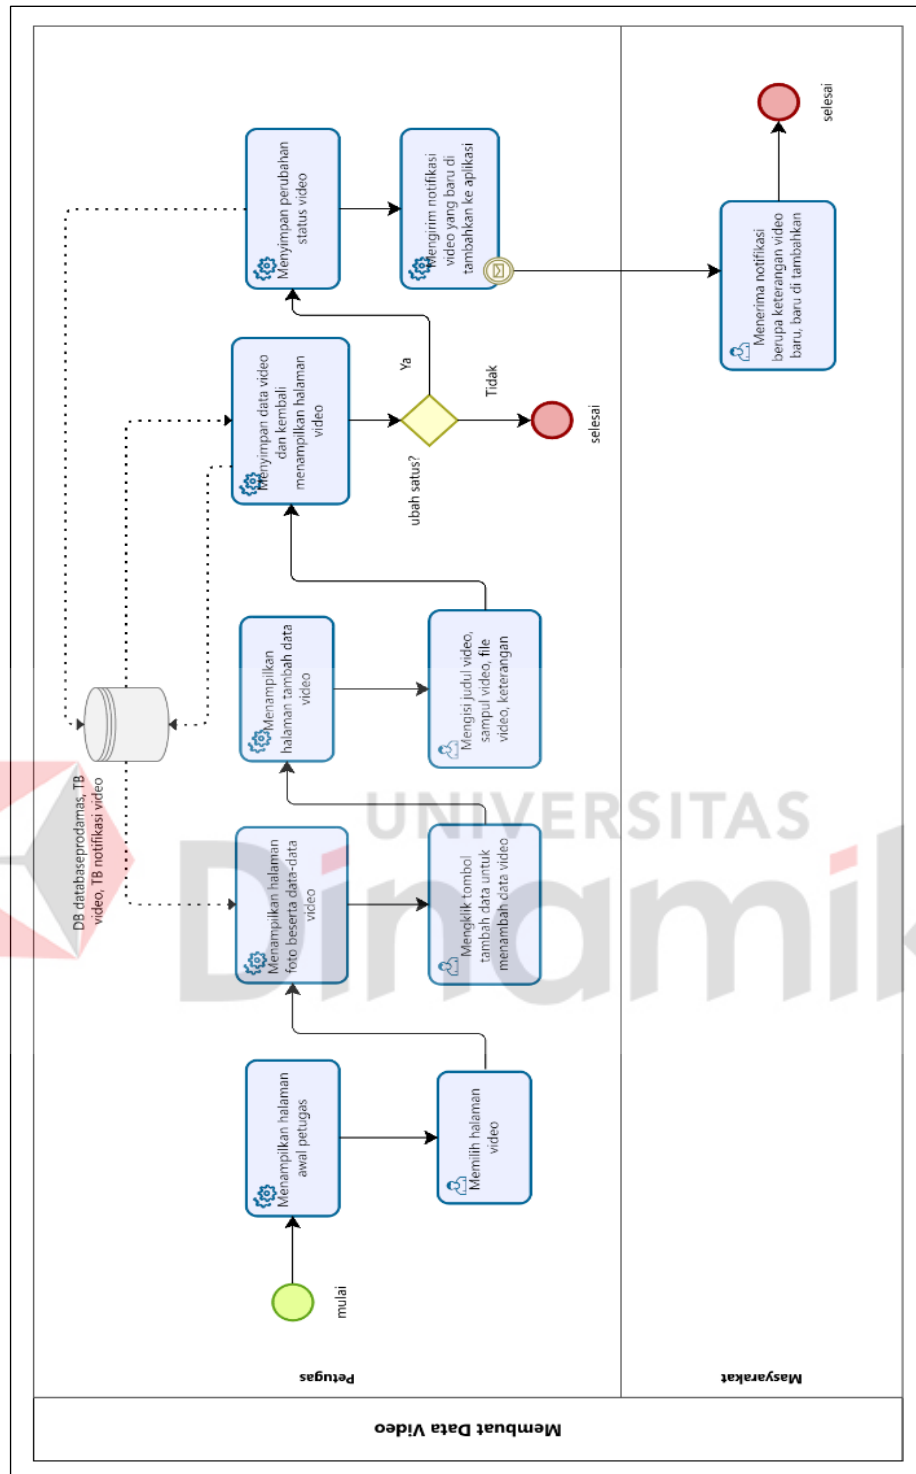 Membuat Data Video
Petugas
Masyarakat
mulai
Menampilkan halaman
awal petugas
Memilih halaman
video
Menampilkan halaman
foto beserta data-data
video
Mengklik tombol
tambah data untuk
menambah data video
Menampilkan
halaman tambah data
video
Mengisi judul video,
sampul video, file
video, keterangan
DB databaseprodamas, TB
video, TB notifikasi video
Menyimpan data video
dan kembali
menampilkan halaman
video
ubah satus?
Ya
Tidak
selesai
Menyimpan perubahan
status video
Mengirim notifikasi
video yang baru di
tambahkan ke aplikasi
Menerima notifikasi
berupa keterangan video
baru, baru di tambahkan
selesai
UNIVERSITAS
Dinamik